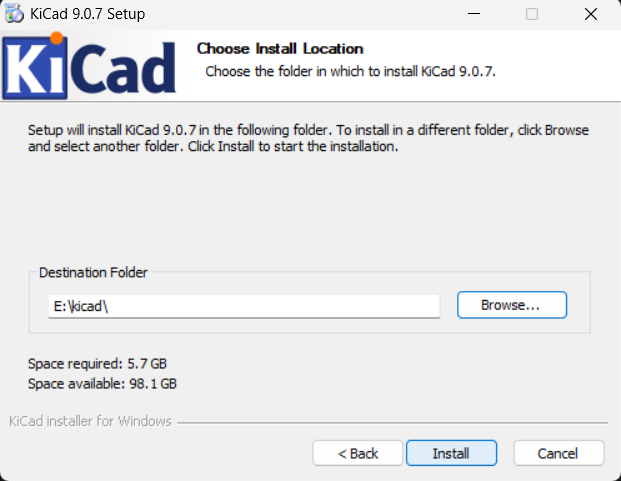 KiCad 9.0.7 Setup
KiCad
Choose Install Location
Choose the folder in which to install KiCad 9.0.7.
Setup will install KiCad 9.0.7 in the following folder. To install in a different folder, click Browse
and select another folder. Click Install to start the installation.
Destination Folder
E:\kicad\
Browse...
Space required: 5.7 GB
Space available: 98.1 GB
KiCad installer for Windows
< Back
Install
Cancel